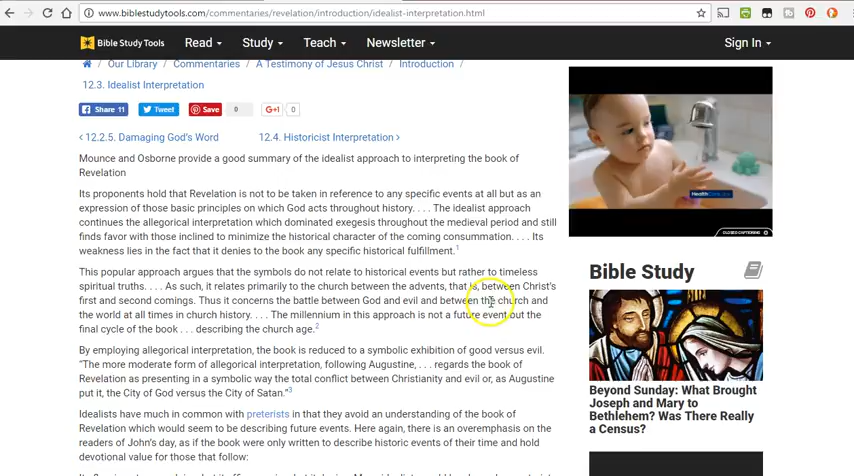 www.biblestudytools.com/commentaries/revelation/introduction/idealist-interpretation.html
BIBLE STUDY TOOLS Read Study Teach Newsletter Sign In
/ Our Library / Commentaries / A Testimony of Jesus Christ / Introduction /
12.3. Idealist Interpretation
Share 11 Tweet Save 0 G+1 0
< 12.2.5. Damaging God's Word 12.4. Historicist Interpretation >
Mounce and Osborne provide a good summary of the idealist approach to interpreting the book of
Revelation
Its proponents hold that Revelation is not to be taken in reference to any specific events at all but as an
expression of those basic principles on which God acts throughout history. . . . The idealist approach
continues the allegorical interpretation which dominated exegesis throughout the medieval period and still
finds favor with those inclined to minimize the historical character of the coming consummation. . . . Its
weakness lies in the fact that it denies to the book any specific historical fulfillment.1
This popular approach argues that the symbols do not relate to historical events but rather to timeless
spiritual truths. . . . As such, it relates primarily to the church between the advents, that is, between Christ's
first and second comings. Thus it concerns the battle between God and evil and between the church and
the world at all times in church history. . . . The millennium in this approach is not a future event but the
final cycle of the book . . . describing the church age.2
By employing allegorical interpretation, the book is reduced to a symbolic exhibition of good versus evil.
"The more moderate form of allegorical interpretation, following Augustine, . . . regards the book of
Revelation as presenting in a symbolic way the total conflict between Christianity and evil or, as Augustine
put it, the City of God versus the City of Satan."3
Idealists have much in common with preterists in that they avoid an understanding of the book of
Revelation which would seem to be describing future events. Here again, there is an overemphasis on the
readers of John's day, as if the book were only written to describe historic events of their time and hold
devotional value for those that follow:
CLOSED CAPTIONING
Bible Study
Beyond Sunday: What Brought
Joseph and Mary to
Bethlehem? Was There Really
a Census?